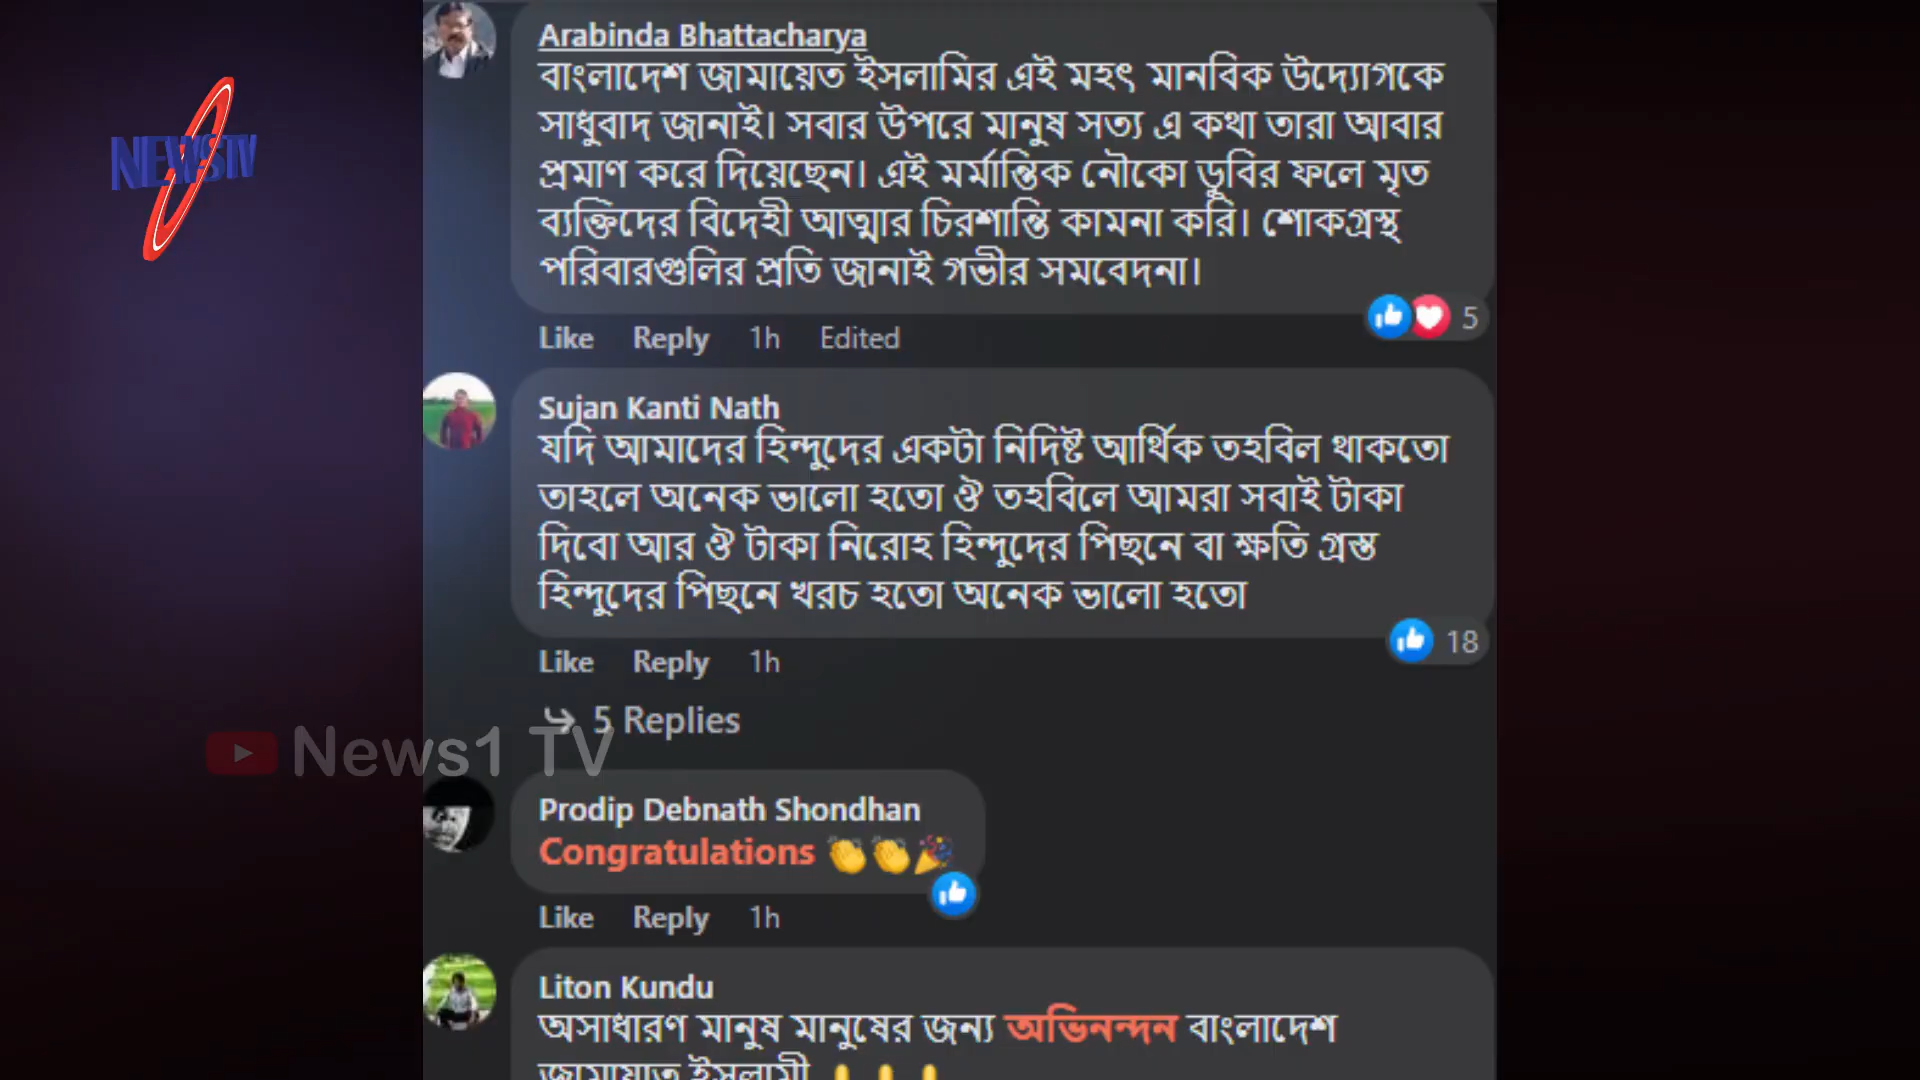 NEWSTV
Arabinda Bhattacharya
বাংলাদেশ জামায়েত ইসলামির এই মহৎ মানবিক উদ্যোগকে
সাধুবাদ জানাই। সবার উপরে মানুষ সত্য এ কথা তারা আবার
প্রমাণ করে দিয়েছেন। এই মর্মান্তিক নৌকো ডুবির ফলে মৃত
ব্যক্তিদের বিদেহী আত্মার চিরশান্তি কামনা করি। শোকগ্রস্থ
পরিবারগুলির প্রতি জানাই গভীর সমবেদনা।
5
Like Reply 1h Edited
Sujan Kanti Nath
যদি আমাদের হিন্দুদের একটা নিদিষ্ট আর্থিক তহবিল থাকতো
তাহলে অনেক ভালো হতো ঔ তহবিলে আমরা সবাই টাকা
দিবো আর ঔ টাকা নিরোহ হিন্দুদের পিছনে বা ক্ষতি গ্রস্ত
হিন্দুদের পিছনে খরচ হতো অনেক ভালো হতো
18
Like Reply 1h
5 Replies
News1 TV
Prodip Debnath Shondhan
Congratulations 👏👏🎉
Like Reply 1h
Liton Kundu
অসাধারণ মানুষ মানুষের জন্য অভিনন্দন বাংলাদেশ
জামায়াত ইসলামী